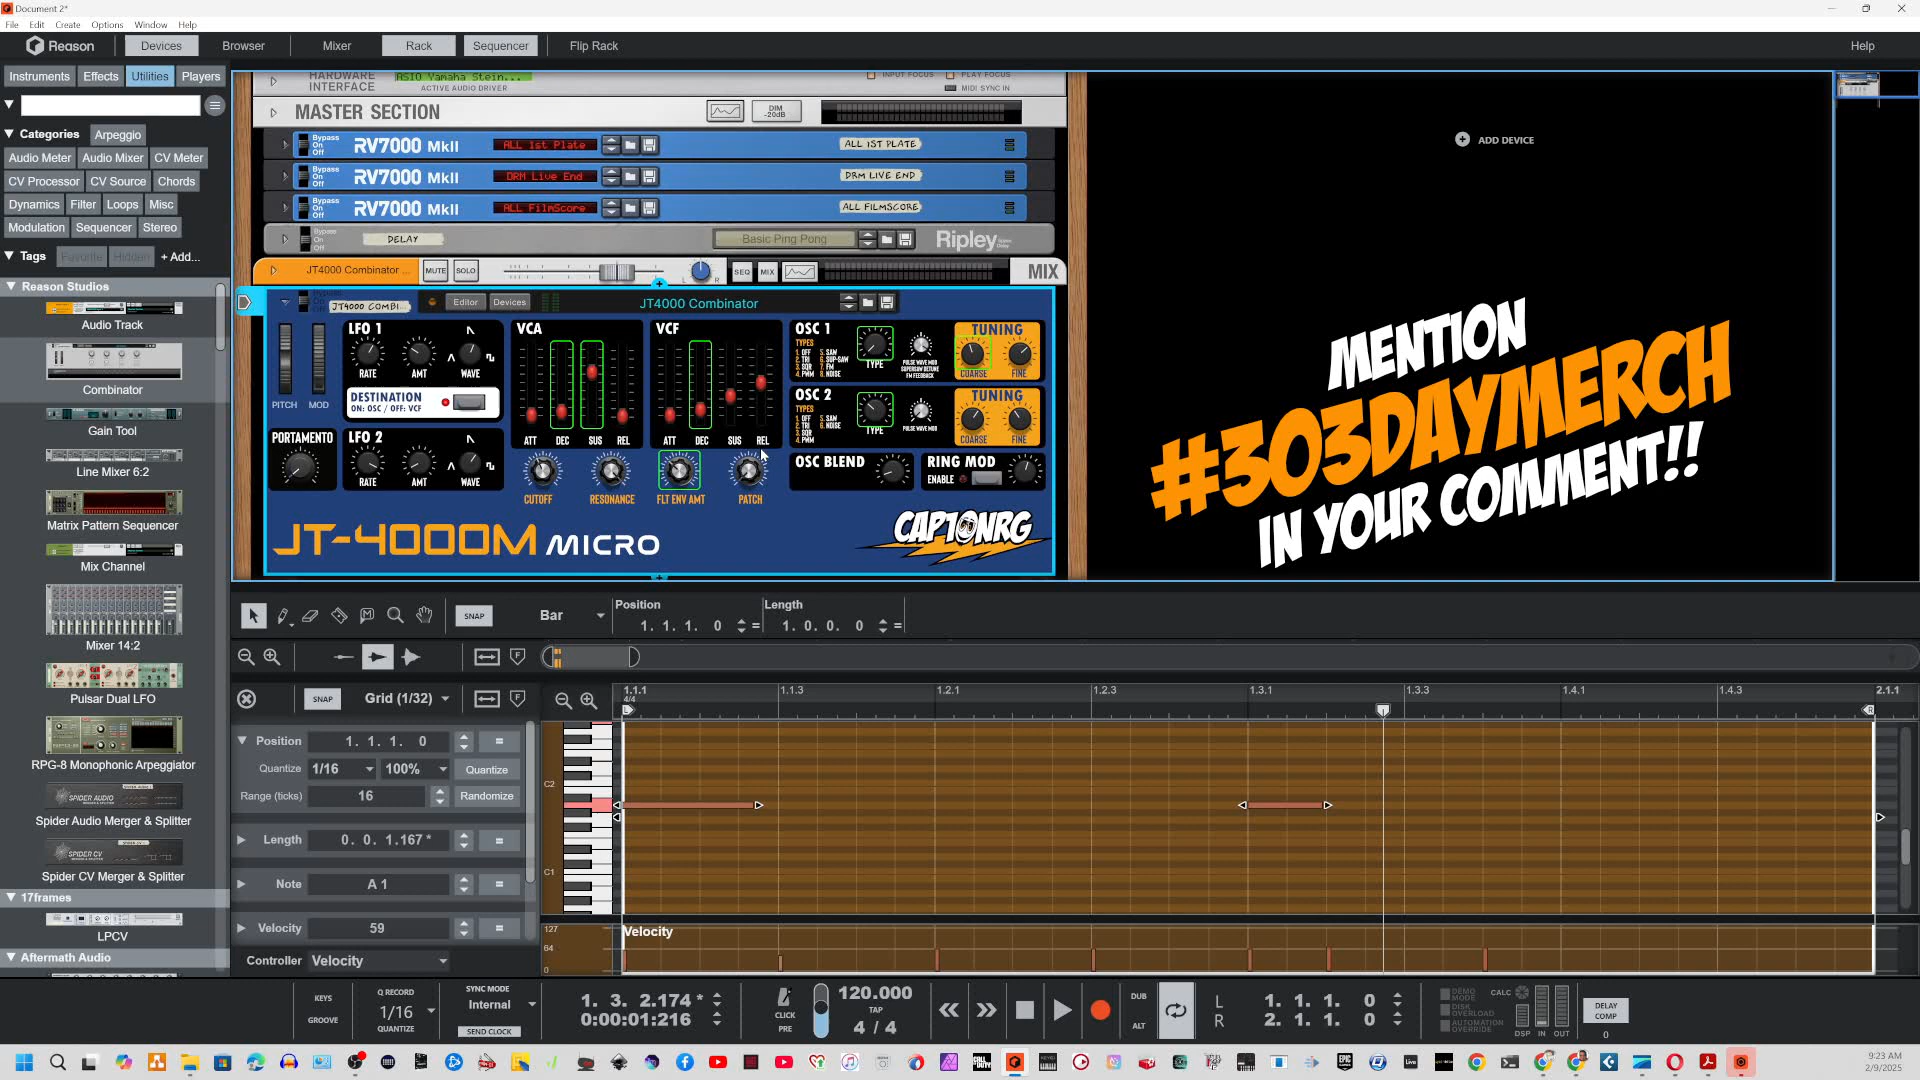 Document 2*
File Edit Create Options Window Help
Reason Devices Browser Mixer Rack Sequencer Flip Rack Help
Instruments Effects Utilities Players
Categories Arpeggio
Audio Meter Audio Mixer CV Meter
CV Processor CV Source Chords
Dynamics Filter Loops Misc
Modulation Sequencer Stereo
Tags Favorite Hidden + Add...
Reason Studios
Audio Track
Combinator
Gain Tool
Line Mixer 6:2
Matrix Pattern Sequencer
Mix Channel
Mixer 14:2
Pulsar Dual LFO
RPG-8 Monophonic Arpeggiator
Spider Audio Merger & Splitter
Spider CV Merger & Splitter
17frames
LPCV
Aftermath Audio
HARDWARE INTERFACE
ASIO Yamaha Stein...
ACTIVE AUDIO DRIVER
INPUT FOCUS PLAY FOCUS
MIDI SYNC IN
MASTER SECTION
DIM -20dB
Bypass On Off RV7000 MkII ALL 1st Plate ALL 1ST PLATE
Bypass On Off RV7000 MkII DRM Live End DRM LIVE END
Bypass On Off RV7000 MkII ALL FilmScore ALL FILMSCORE
Bypass On Off DELAY Basic Ping Pong Ripley
JT4000 Combinator ... MUTE SOLO L R SEQ MIX MIX
JT4000 COMBI... Editor Devices JT4000 Combinator
PITCH MOD
LFO 1
RATE AMT WAVE
DESTINATION
ON: OSC / OFF: VCF
PORTAMENTO
LFO 2
RATE AMT WAVE
VCA
ATT DEC SUS REL
VCF
ATT DEC SUS REL
CUTOFF RESONANCE FLT ENV AMT PATCH
OSC 1
TYPES
1. OFF 5. SAW
2. TRI 6. SUP-SAW
3. SQR 7. FM
4. PWM 8. NOISE
TYPE
PULSE WAVE MOD
SUPERSAW DETUNE
FM FEEDBACK
TUNING
COARSE FINE
OSC 2
TYPES
1. OFF 5. SAW
2. TRI 6. NOISE
3. SQR
4. PWM
TYPE
PULSE WAVE MOD
TUNING
COARSE FINE
OSC BLEND
RING MOD
ENABLE
JT-4000M MICRO
CAPTONRG
ADD DEVICE
MENTION
#303DAYMERCH
IN YOUR COMMENT!!
SNAP Bar
Position
1. 1. 1. 0 =
Length
1. 0. 0. 0 =
SNAP Grid (1/32)
1.1.1 1.1.3 1.2.1 1.2.3 1.3.1 1.3.3 1.4.1 1.4.3 2.1.1
4/4
L R
Position 1. 1. 1. 0 =
Quantize 1/16 100% Quantize
Range (ticks) 16 Randomize
Length 0. 0. 1.167 * =
Note A 1 =
Velocity 59 =
Controller Velocity
C2
C1
127
64
0
Velocity
KEYS
GROOVE
Q RECORD
1/16
QUANTIZE
SYNC MODE
Internal
SEND CLOCK
1. 3. 2.174 *
0:00:01:216
CLICK
PRE
120.000
TAP
4 / 4
DUB
ALT
L 1. 1. 1. 0
R 2. 1. 1. 0
DEMO MODE
DISK OVERLOAD
AUTOMATION OVERRIDE
CALC
DSP IN OUT
DELAY COMP
0
9:23 AM
2/9/2025